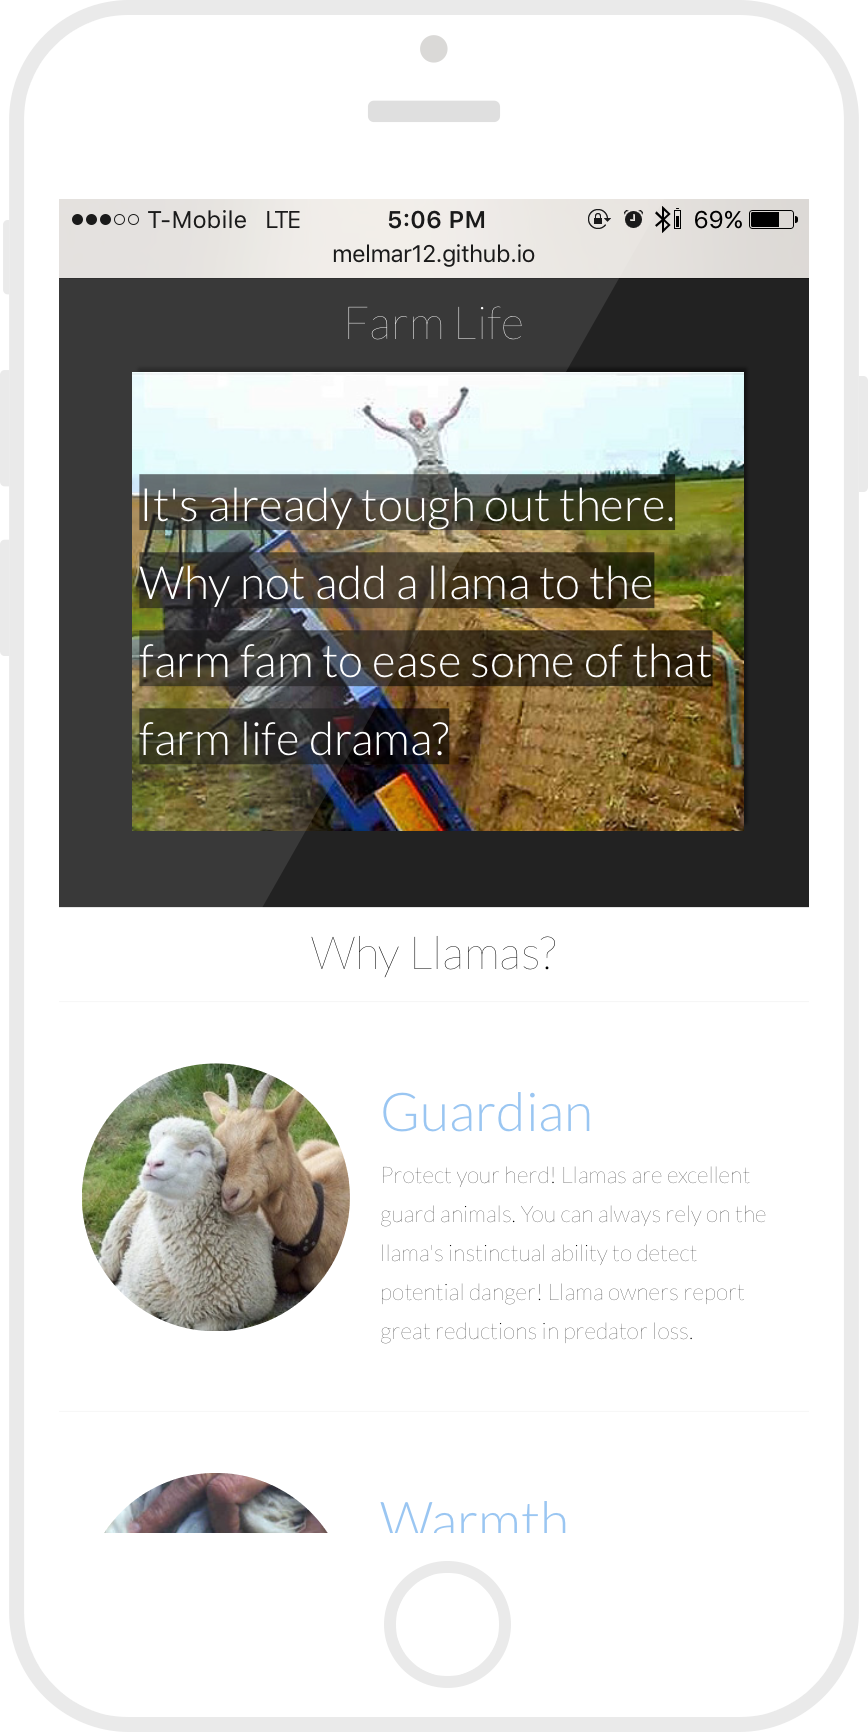 T-Mobile LTE 5:06 PM 69%
melmar12.github.io
Farm Life
It's already tough out there.
Why not add a llama to the
farm fam to ease some of that
farm life drama?
Why Llamas?
Guardian
Protect your herd! Llamas are excellent
guard animals. You can always rely on the
llama's instinctual ability to detect
potential danger! Llama owners report
great reductions in predator loss.
Warmth